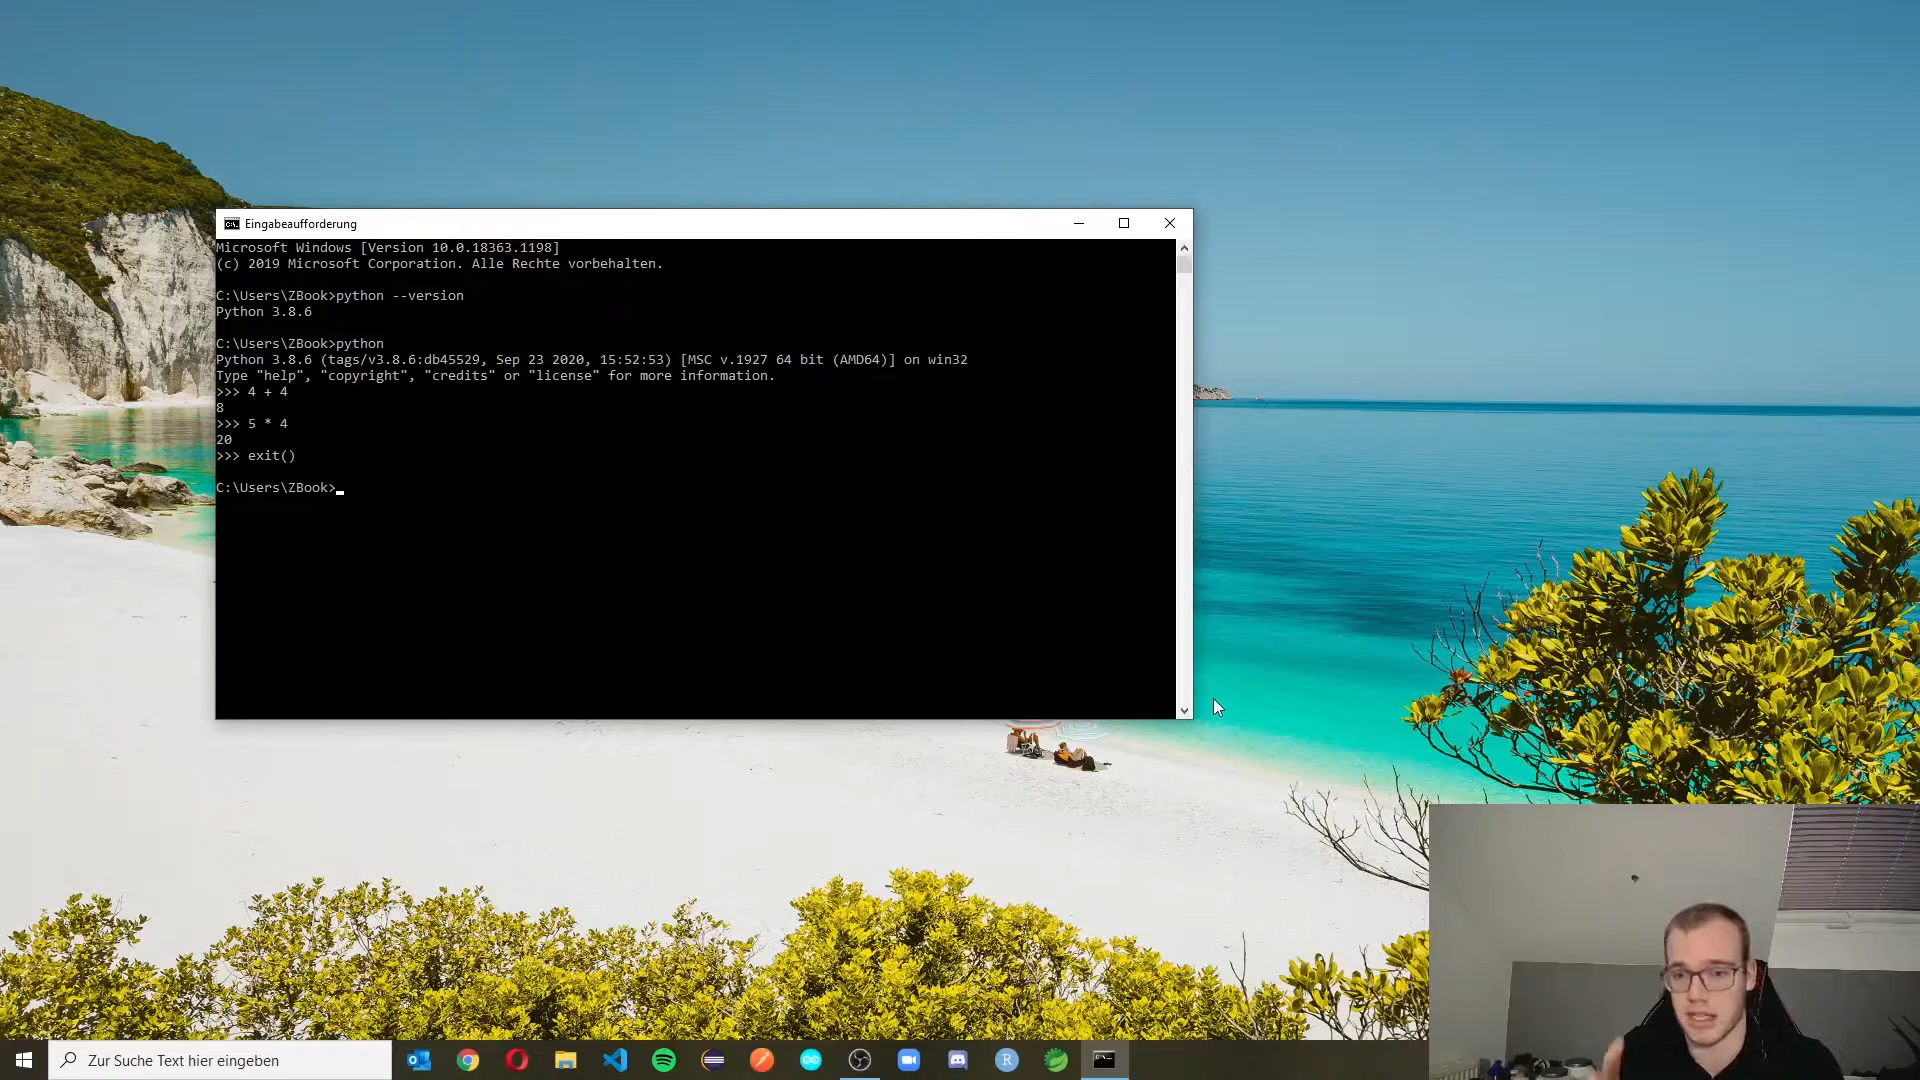 Eingabeaufforderung
Microsoft Windows [Version 10.0.18363.1198]
(c) 2019 Microsoft Corporation. Alle Rechte vorbehalten.
C:\Users\ZBook>python --version
Python 3.8.6
C:\Users\ZBook>python
Python 3.8.6 (tags/v3.8.6:db45529, Sep 23 2020, 15:52:53) [MSC v.1927 64 bit (AMD64)] on win32
Type "help", "copyright", "credits" or "license" for more information.
>>> 4 + 4
8
>>> 5 * 4
20
>>> exit()
C:\Users\ZBook>
Zur Suche Text hier eingeben